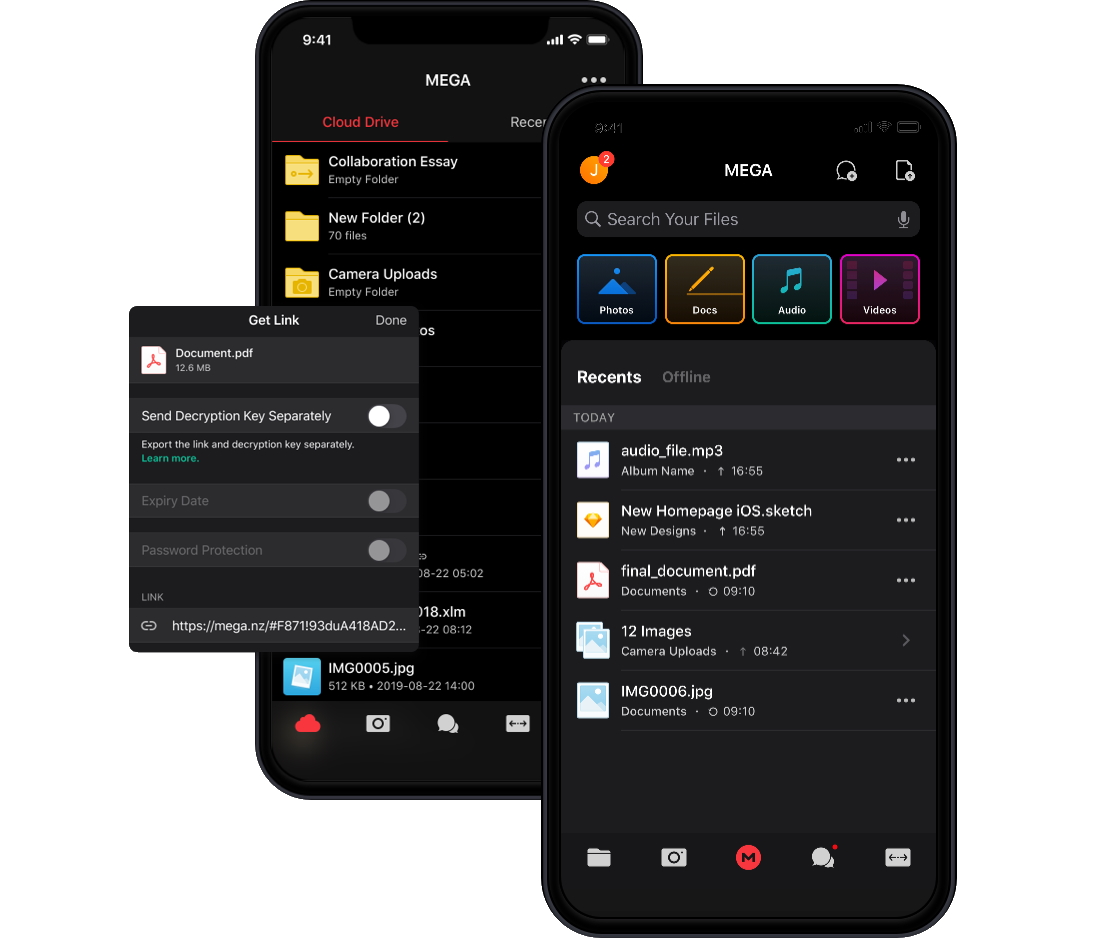 9:41
MEGA
Cloud Drive
Collaboration Essay
Empty Folder
New Folder (2)
70 files
Camera Uploads
Empty Folder
Get Link
Done
Document.pdf
12.6 MB
Send Decryption Key Separately
Export the link and decryption key separately.
Learn more.
Expiry Date
Password Protection
LINK
https://mega.nz/#F871!93duA418AD2...
08-22 05:02
018.xlm
-22 08:12
IMG0005.jpg
512 KB • 2019-08-22 14:00
9:41
J
2
MEGA
Search Your Files
Photos
Docs
Audio
Videos
Recents
Offline
TODAY
audio_file.mp3
Album Name · ↑ 16:55
New Homepage iOS.sketch
New Designs · ↑ 16:55
final_document.pdf
Documents · 09:10
12 Images
Camera Uploads · ↑ 08:42
IMG0006.jpg
Documents · 09:10
M